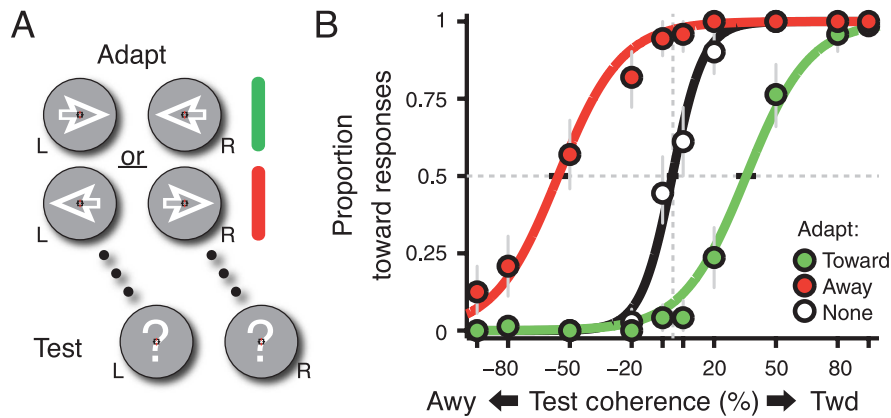 A
Adapt
L
R
or
L
R
Test
?
?
L
R
B
Proportion
toward responses
1
0.75
0.5
0.25
0
Adapt:
Toward
Away
None
−80
−50
−20
20
50
80
Awy
Test coherence (%)
Twd